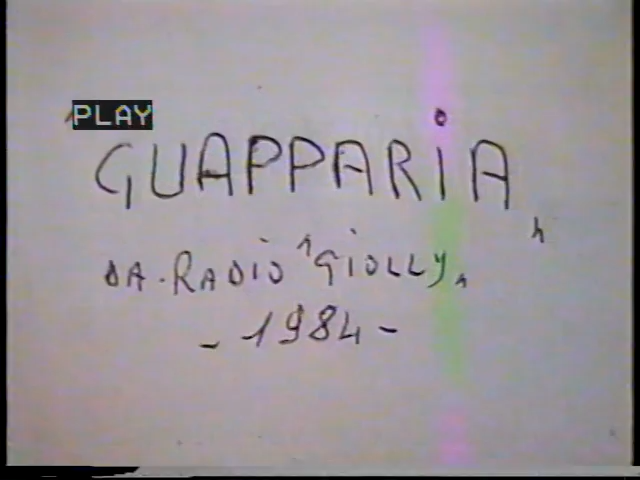 PLAY
"GUAPPARIA"
DA. RADIO "GIOLLY"
- 1984 -